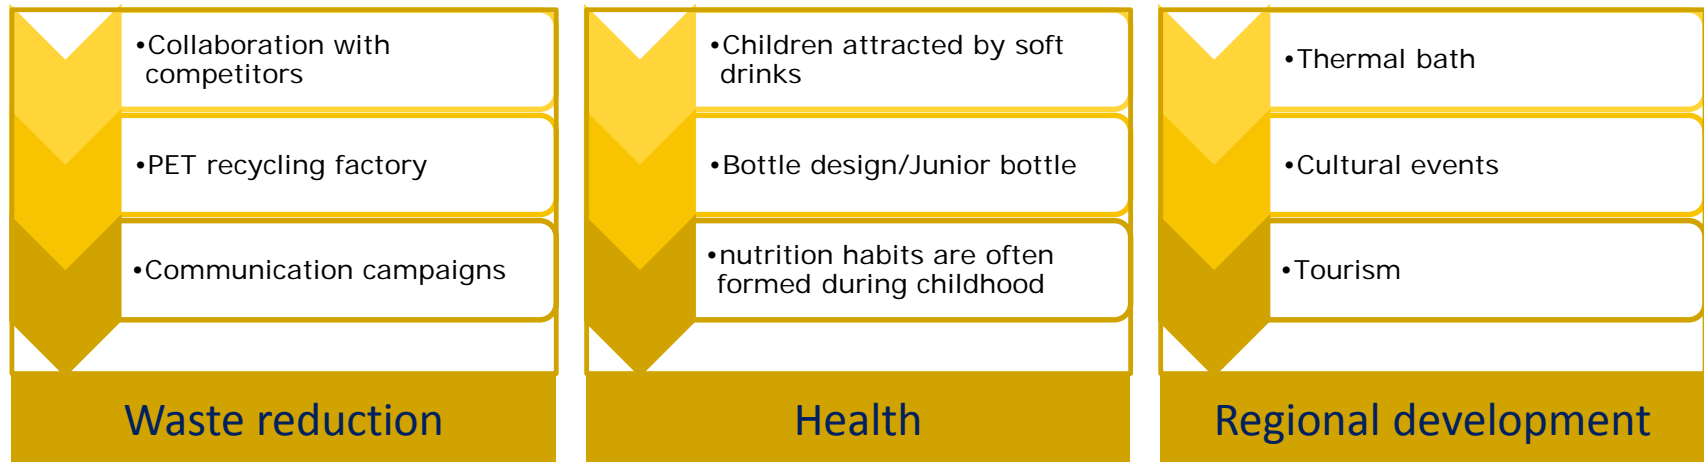 •Collaboration with
competitors
•PET recycling factory
•Communication campaigns
Waste reduction
•Children attracted by soft
drinks
•Bottle design/Junior bottle
•nutrition habits are often
formed during childhood
Health
•Thermal bath
•Cultural events
•Tourism
Regional development